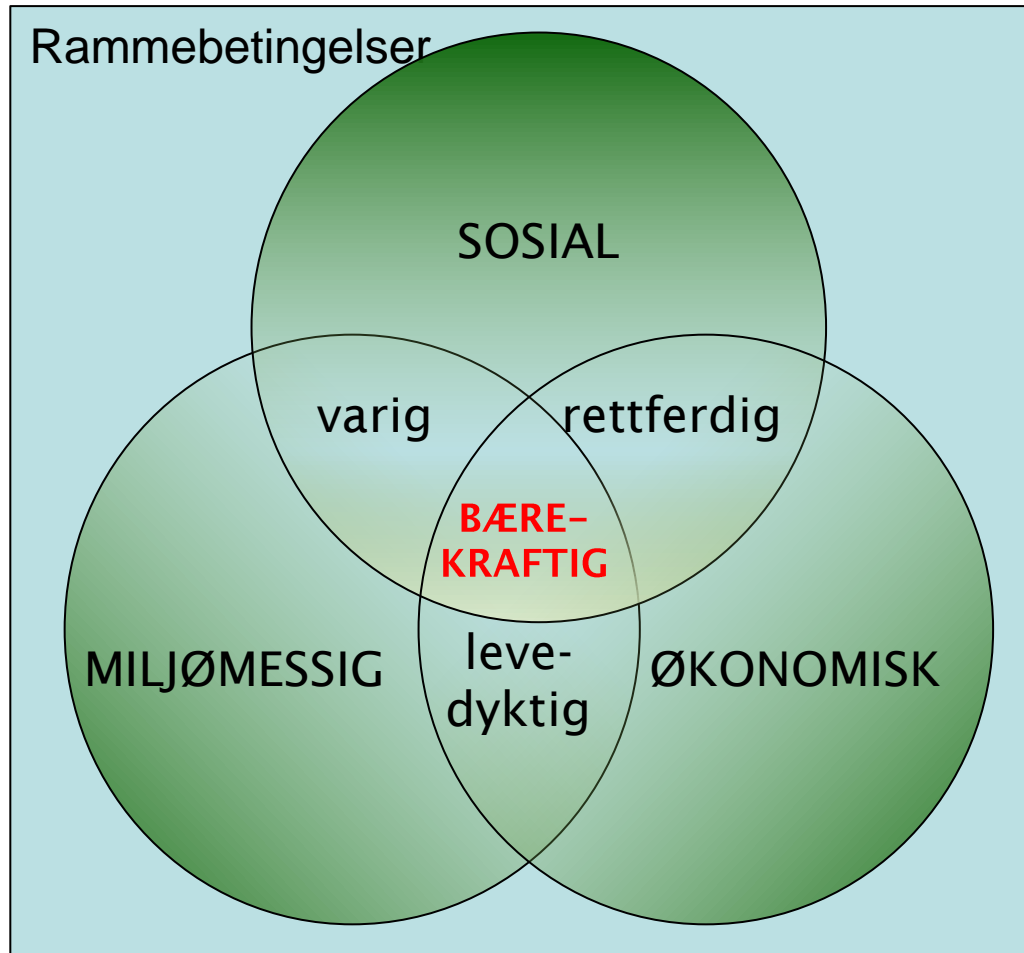 Rammebetingelser
SOSIAL
varig
rettferdig
BÆRE-
KRAFTIG
MILJØMESSIG
leve-
dyktig
ØKONOMISK